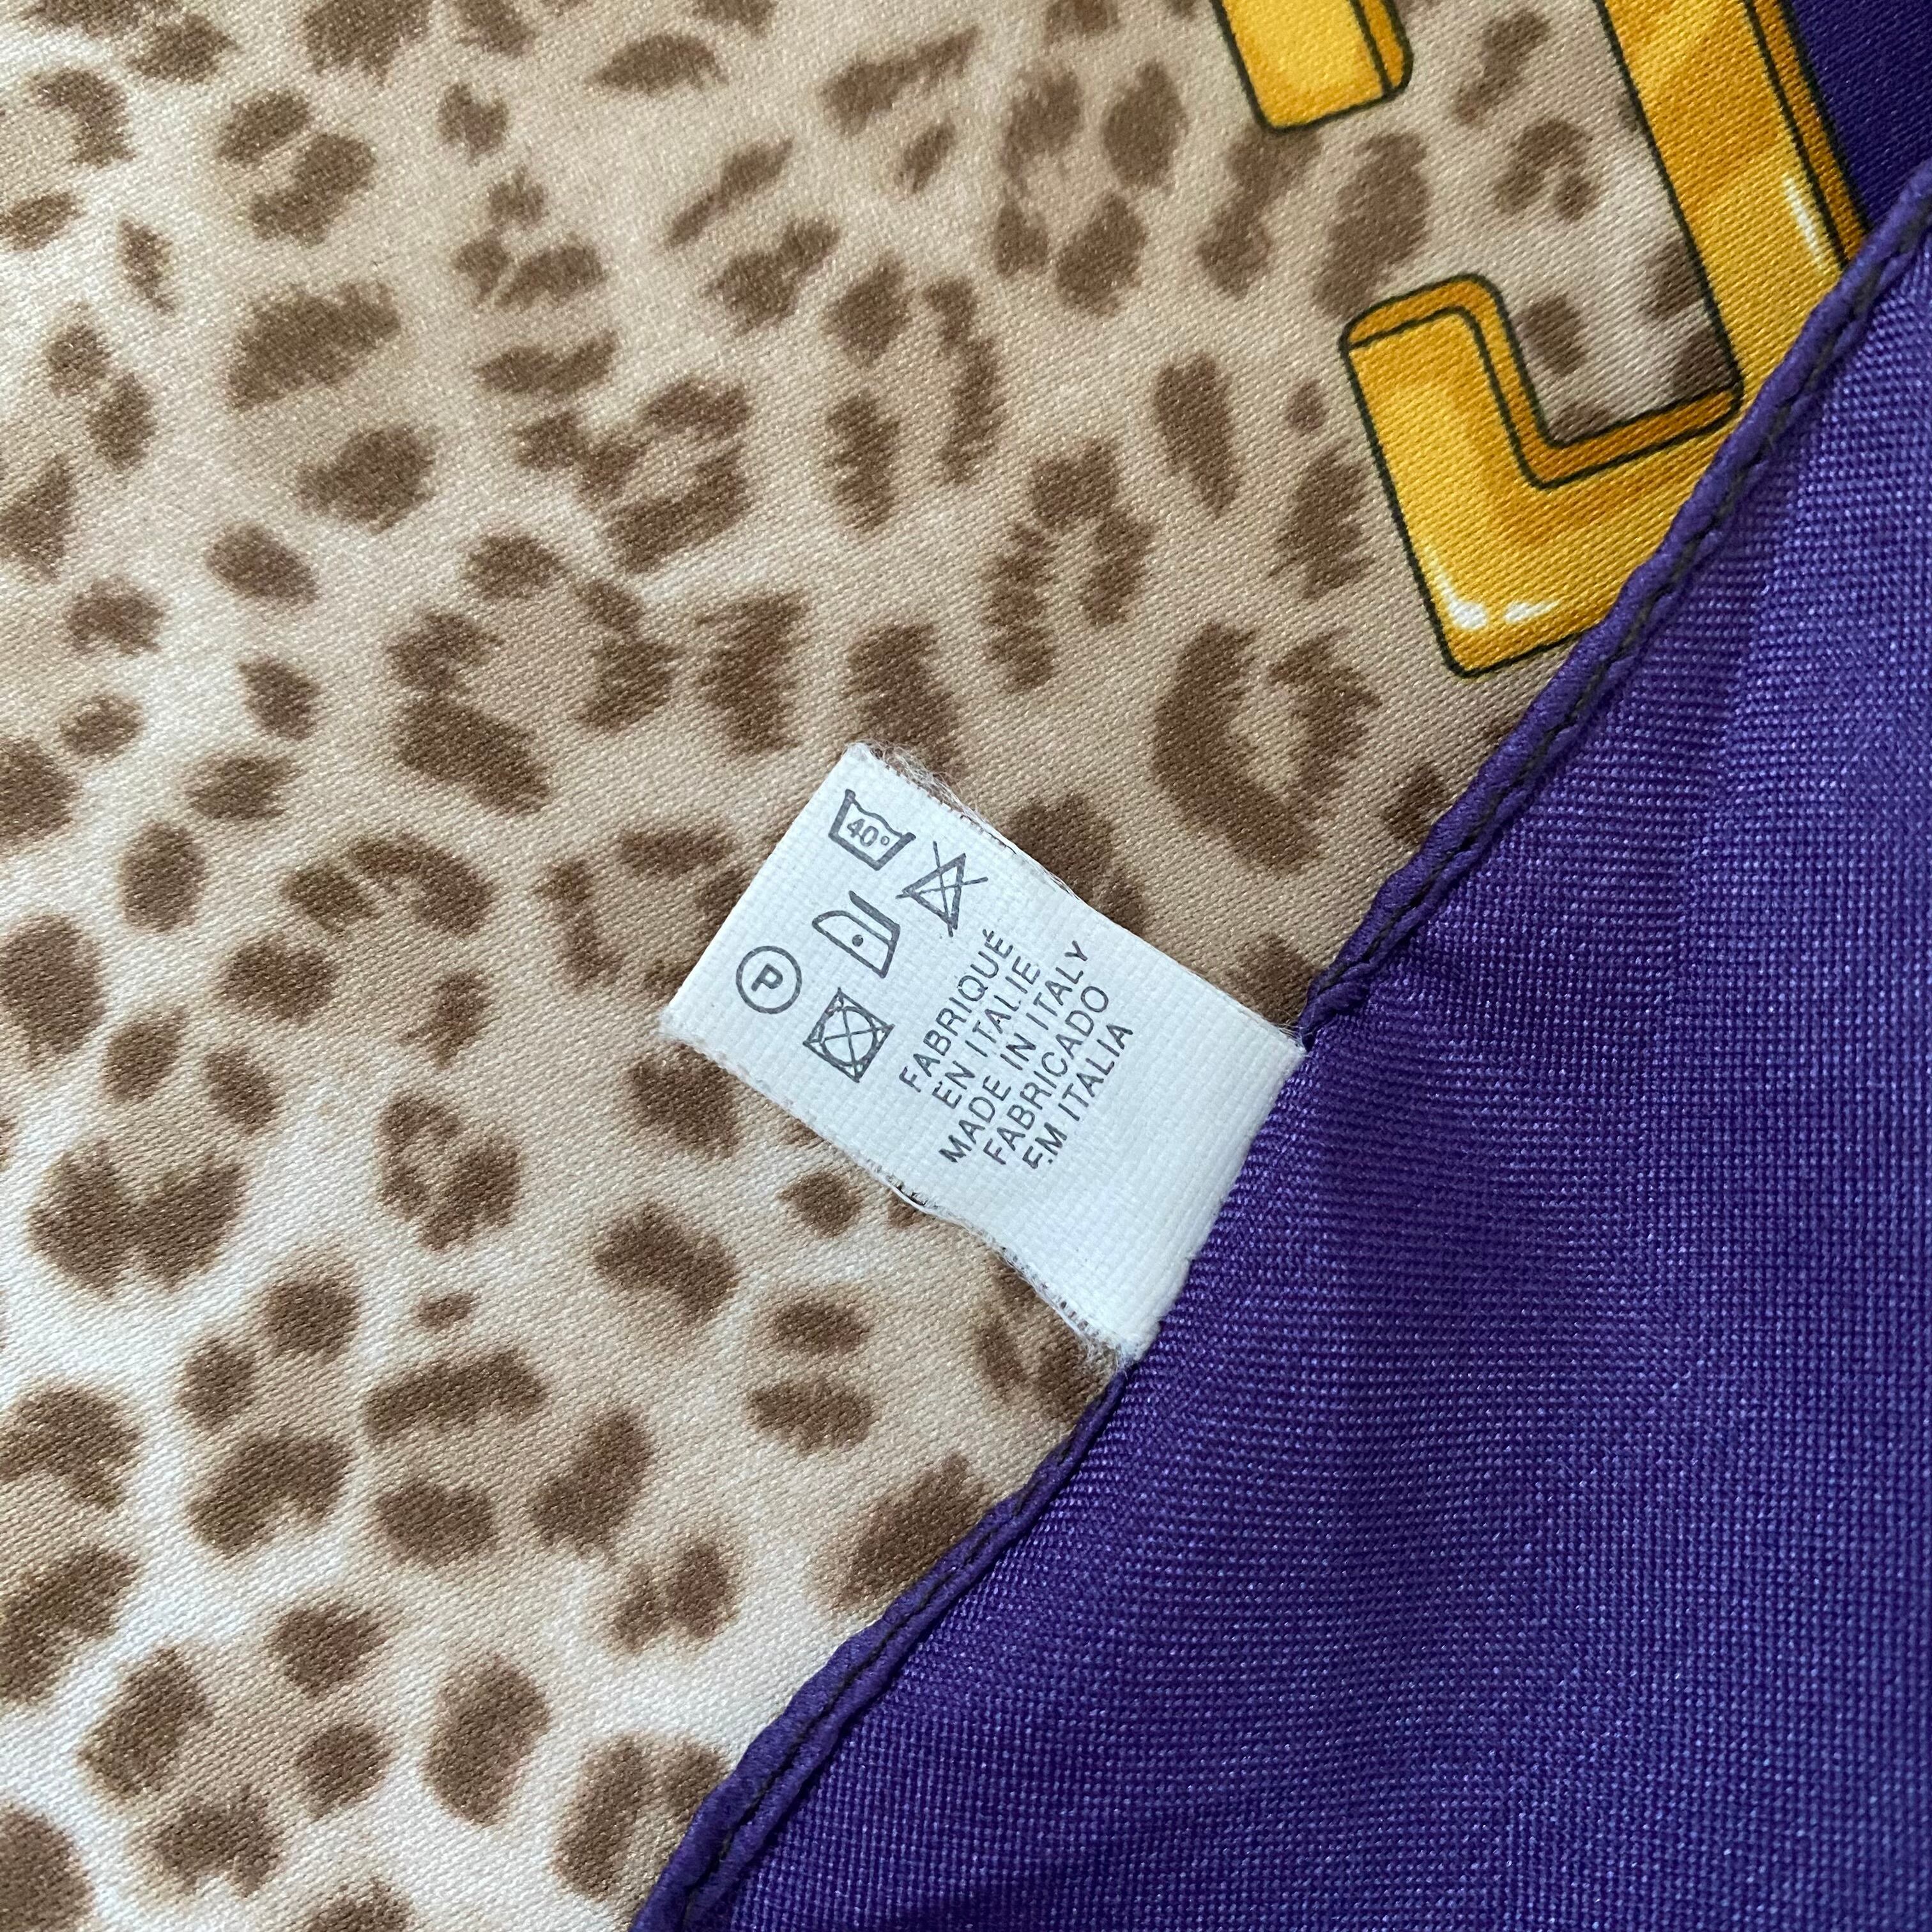 40°
P
FABRIQUÉ
EN ITALIE
MADE IN ITALY
FABRICADO
EM ITALIA